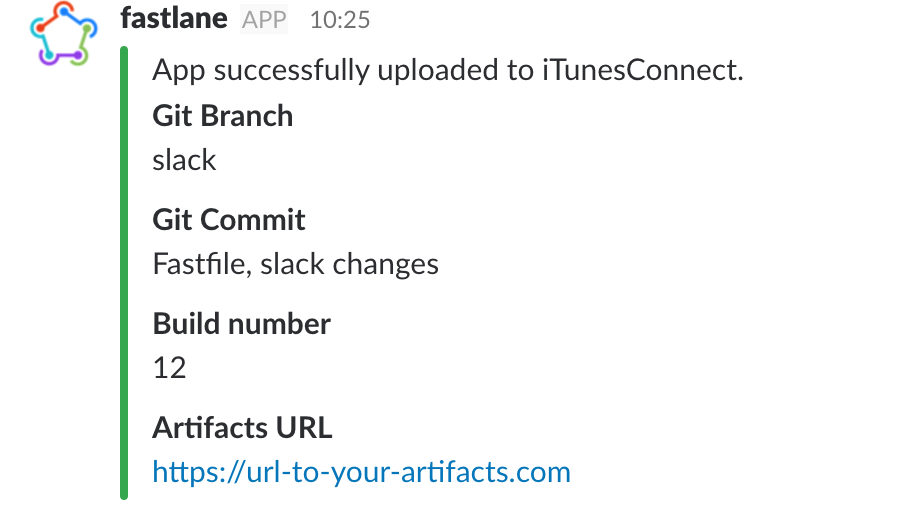 fastlane APP 10:25
App successfully uploaded to iTunesConnect.
Git Branch
slack
Git Commit
Fastfile, slack changes
Build number
12
Artifacts URL
https://url-to-your-artifacts.com